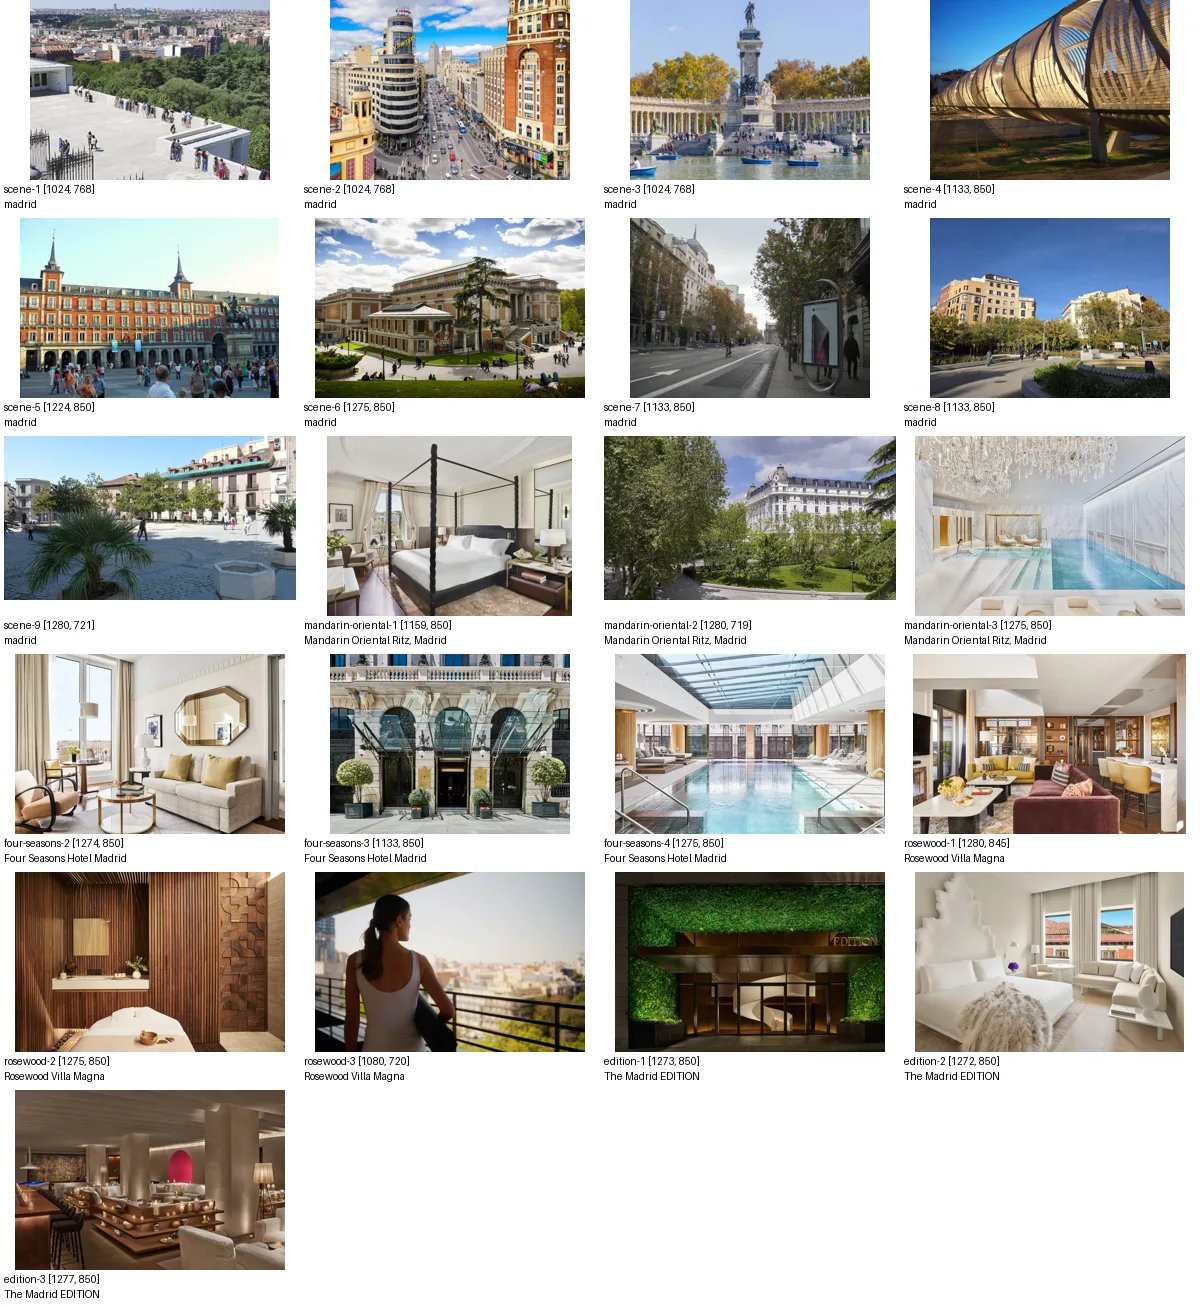 scene-1 [1024, 768]
madrid
scene-2 [1024, 768]
madrid
scene-3 [1024, 768]
madrid
scene-4 [1133, 850]
madrid
scene-5 [1224, 850]
madrid
scene-6 [1275, 850]
madrid
scene-7 [1133, 850]
madrid
scene-8 [1133, 850]
madrid
scene-9 [1280, 721]
madrid
mandarin-oriental-1 [1159, 850]
Mandarin Oriental Ritz, Madrid
mandarin-oriental-2 [1280, 719]
Mandarin Oriental Ritz, Madrid
mandarin-oriental-3 [1275, 850]
Mandarin Oriental Ritz, Madrid
four-seasons-2 [1274, 850]
Four Seasons Hotel Madrid
four-seasons-3 [1133, 850]
Four Seasons Hotel Madrid
four-seasons-4 [1275, 850]
Four Seasons Hotel Madrid
rosewood-1 [1280, 845]
Rosewood Villa Magna
rosewood-2 [1275, 850]
Rosewood Villa Magna
rosewood-3 [1080, 720]
Rosewood Villa Magna
EDITION
edition-1 [1273, 850]
The Madrid EDITION
edition-2 [1272, 850]
The Madrid EDITION
edition-3 [1277, 850]
The Madrid EDITION